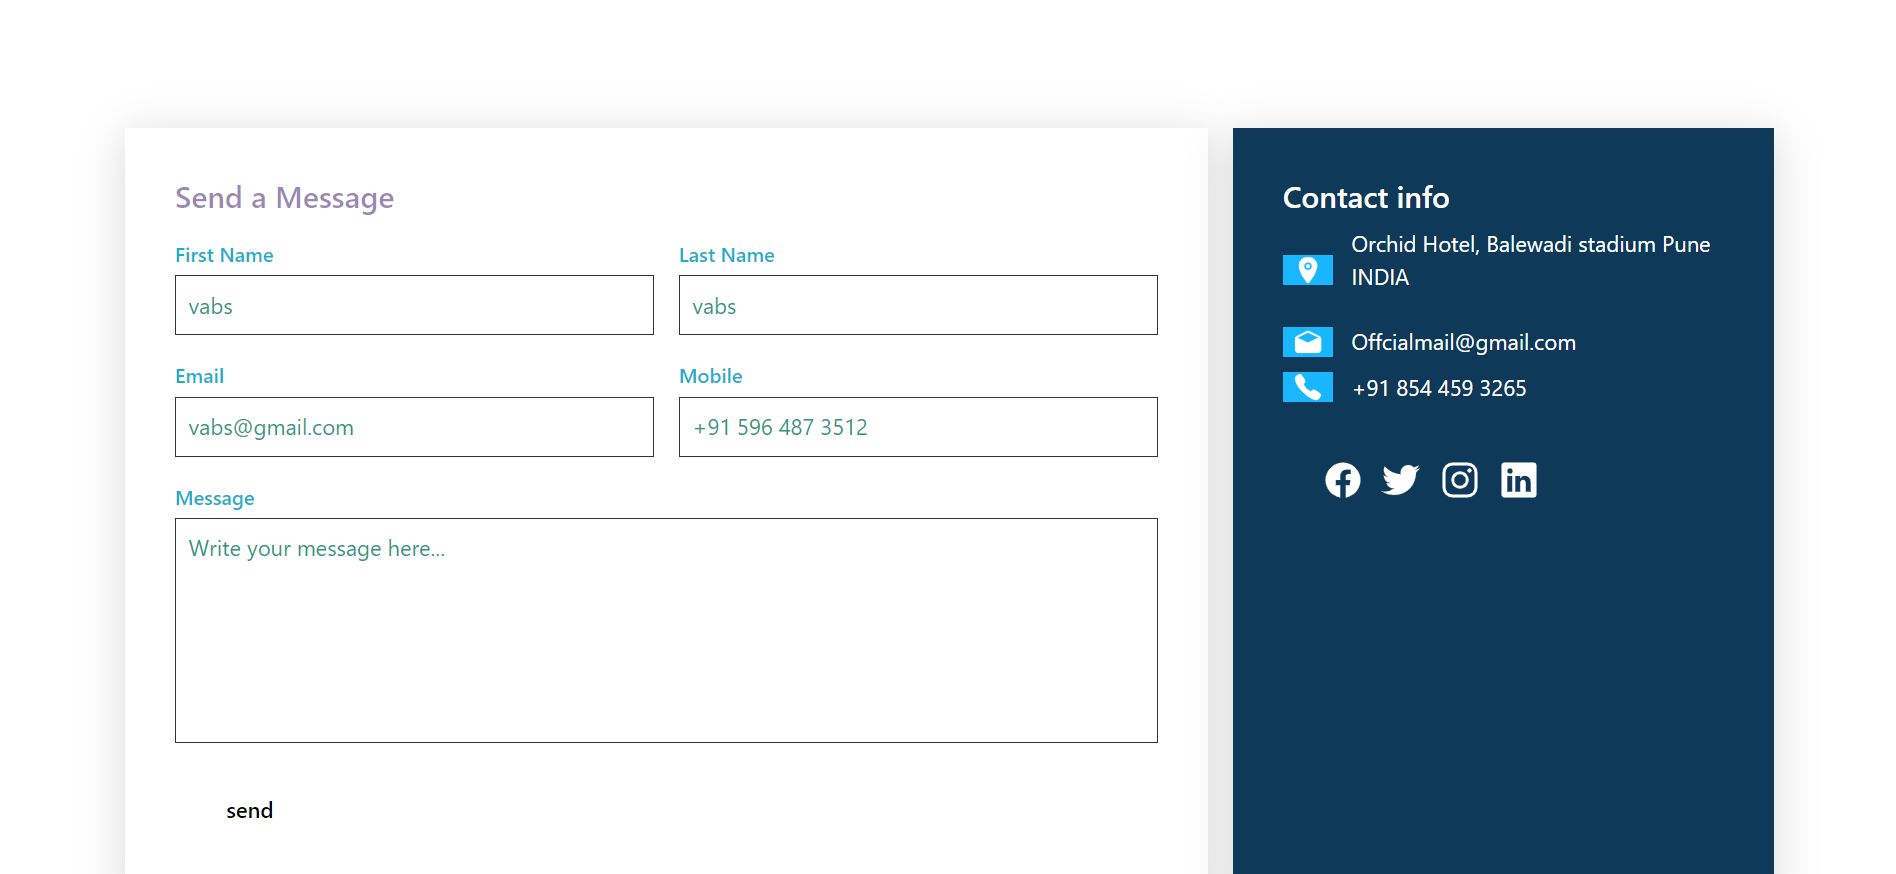 Send a Message
First Name
Last Name
vabs
vabs
Email
Mobile
vabs@gmail.com
+91 596 487 3512
Message
Write your message here...
send
Contact info
Orchid Hotel, Balewadi stadium Pune
INDIA
Offcialmail@gmail.com
+91 854 459 3265